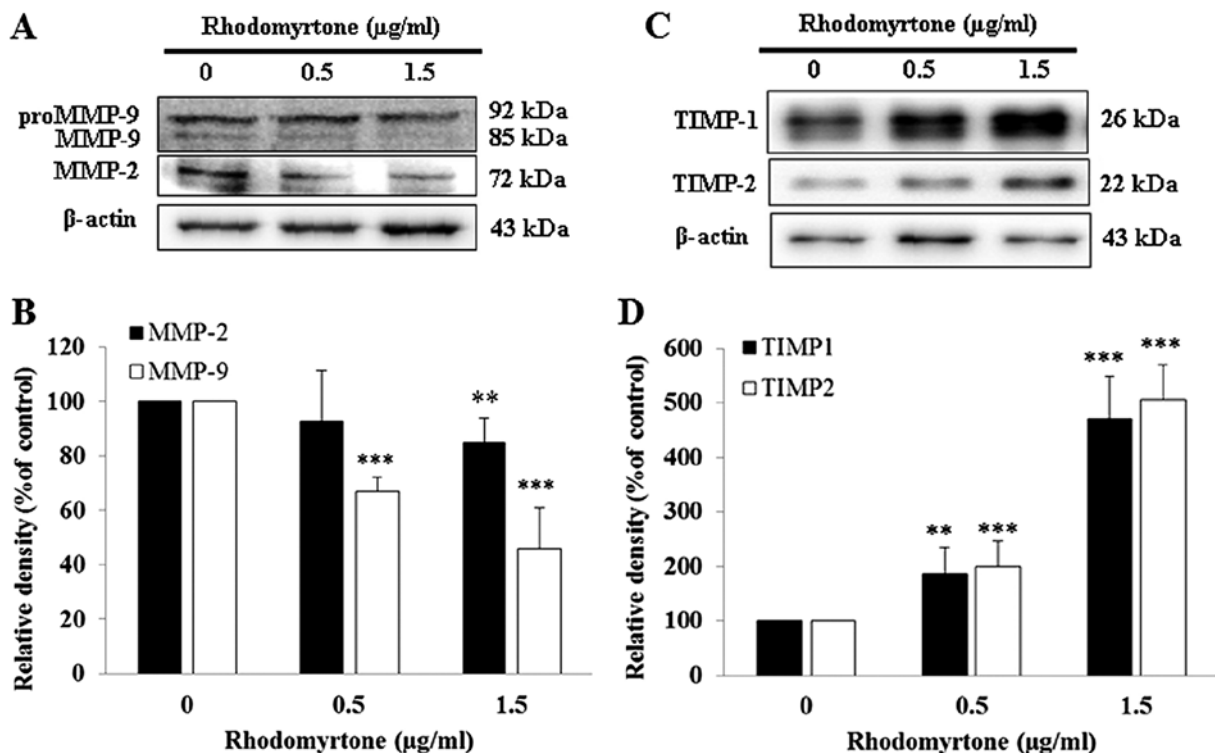 A
Rhodomyrtone (µg/ml)
0 0.5 1.5
proMMP-9 92 kDa
MMP-9 85 kDa
MMP-2 72 kDa
β-actin 43 kDa
C
Rhodomyrtone (µg/ml)
0 0.5 1.5
TIMP-1 26 kDa
TIMP-2 22 kDa
β-actin 43 kDa
B
MMP-2
MMP-9
Relative density (%of control)
120
100
80
60
40
20
0
**
***
***
0 0.5 1.5
Rhodomyrtone (µg/ml)
D
TIMP1
TIMP2
Relative density (%of control)
600
500
400
300
200
100
0
** ***
*** ***
0 0.5 1.5
Rhodomyrtone (µg/ml)